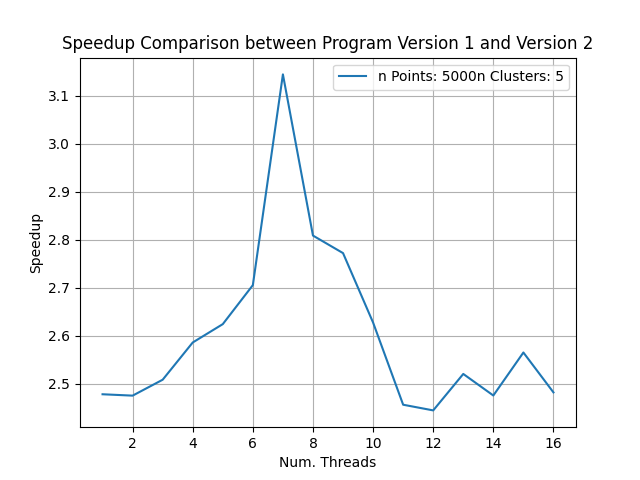 Speedup Comparison between Program Version 1 and Version 2
n Points: 5000n Clusters: 5
3.1
3.0
2.9
2.8
2.7
2.6
2.5
Speedup
2 4 6 8 10 12 14 16
Num. Threads